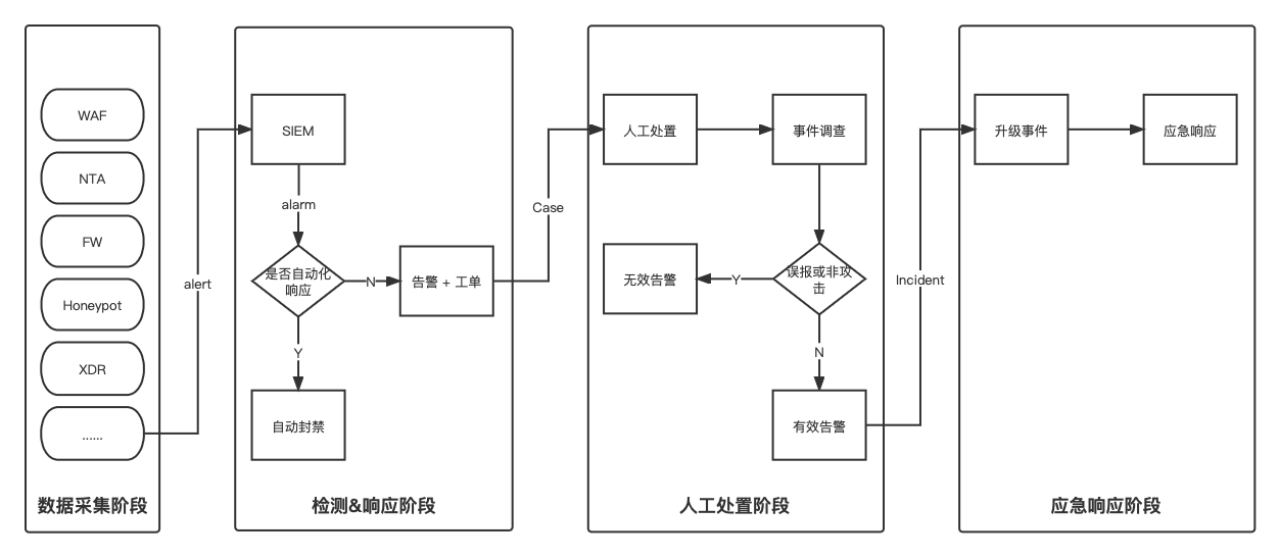 WAF
NTA
FW
Honeypot
XDR
......
数据采集阶段
alert
SIEM
alarm
是否自动化
响应
N
告警 + 工单
Y
自动封禁
检测&响应阶段
Case
人工处置
事件调查
误报或非攻
击
Y
无效告警
N
有效告警
人工处置阶段
Incident
升级事件
应急响应
应急响应阶段